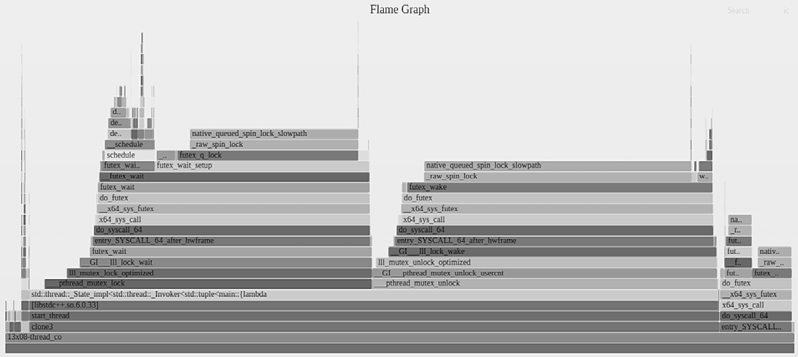 Flame Graph
Search
ic
d..
de..
de..
native_queued_spin_lock_slowpath
__schedule
_raw_spin_lock
schedule
_..
futex_q_lock
futex_wai..
futex_wait_setup
native_queued_spin_lock_slowpath
__futex_wait
_raw_spin_lock
w..
futex_wait
futex_wake
do_futex
do_futex
__x64_sys_futex
__x64_sys_futex
x64_sys_call
x64_sys_call
na..
do_syscall_64
do_syscall_64
_r..
entry_SYSCALL_64_after_hwframe
entry_SYSCALL_64_after_hwframe
fut..
futex_wait
__GI___lll_lock_wake
fut..
nativ..
__GI___lll_lock_wait
lll_mutex_unlock_optimized
__f..
_raw_..
lll_mutex_lock_optimized
__GI___pthread_mutex_unlock_usercnt
fut..
futex_..
___pthread_mutex_lock
___pthread_mutex_unlock
do_futex
std::thread::_State_impl<std::thread::_Invoker<std::tuple<main::{lambda
__x64_sys_futex
[libstdc++.so.6.0.33]
x64_sys_call
start_thread
do_syscall_64
clone3
entry_SYSCALL..
13x08-thread_co